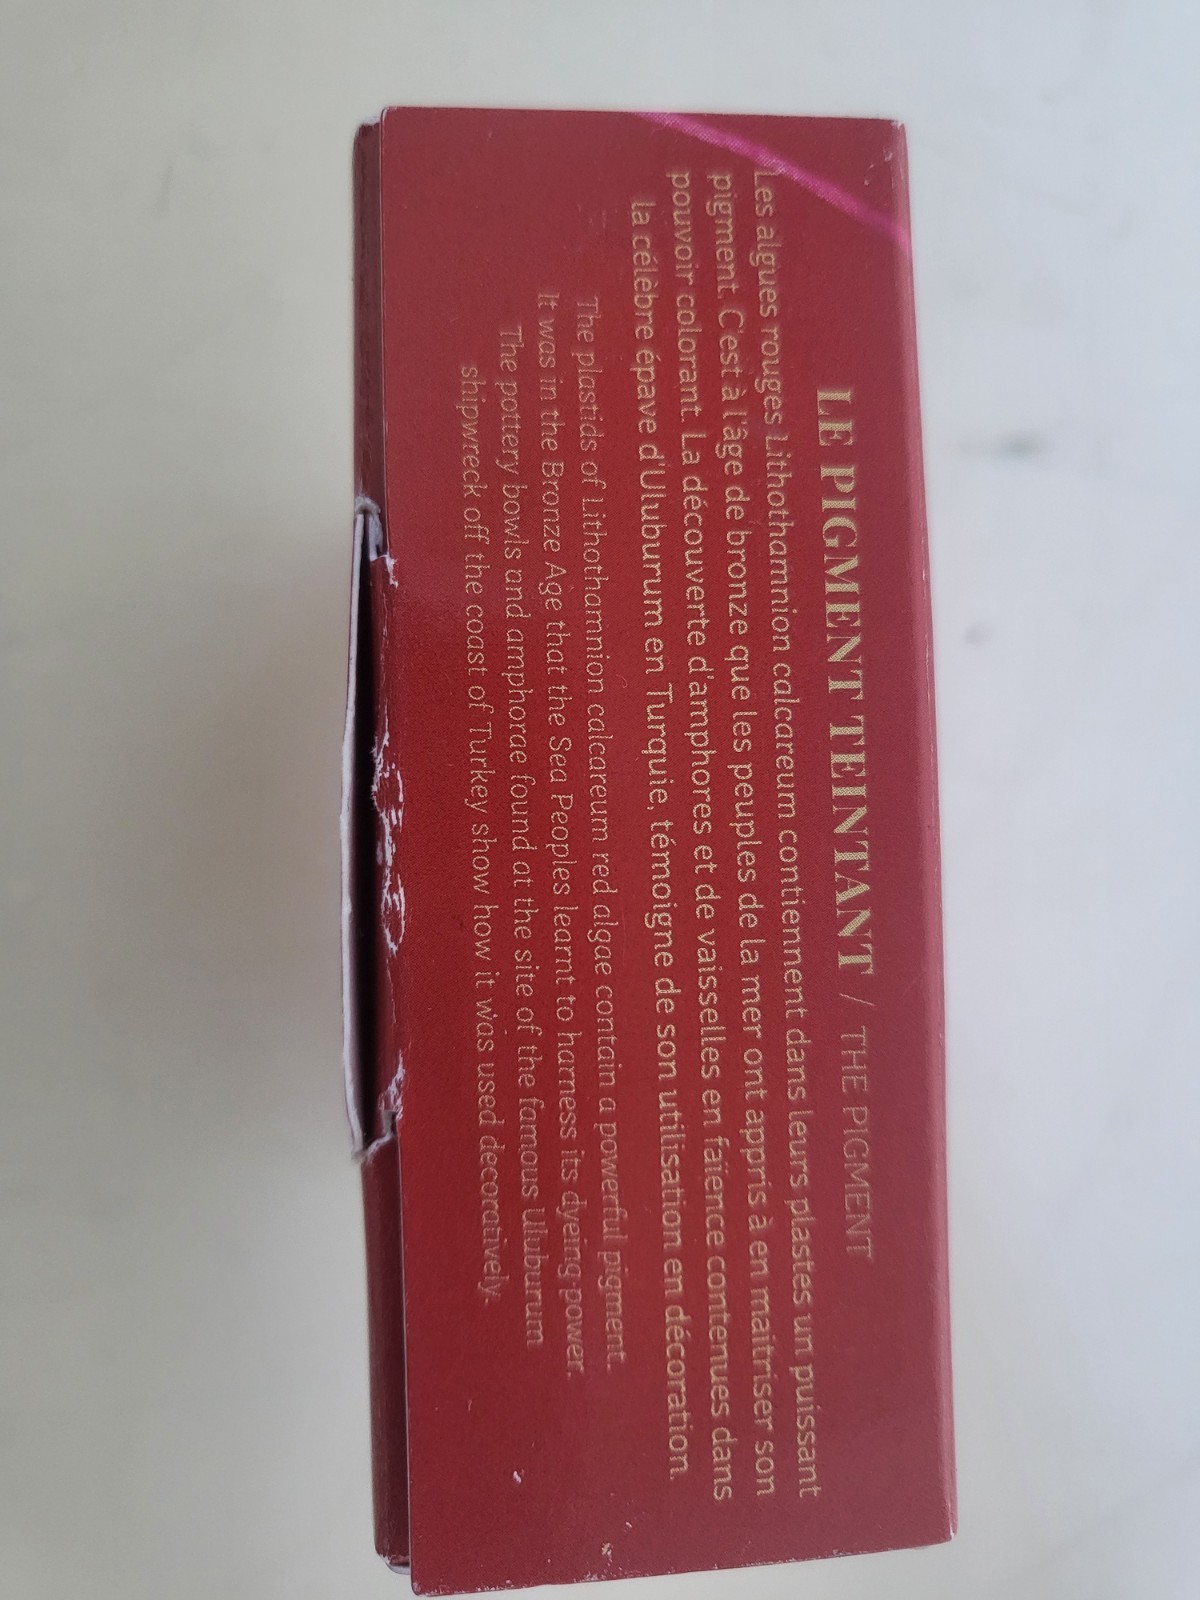 LE PIGMENT TEINTANT / THE PIGMENT
Les algues rouges Lithothamnion calcareum contiennent dans leurs plastes un puissant
pigment. C'est à l'âge de bronze que les peuples de la mer ont appris à en maitriser son
pouvoir colorant. La découverte d'amphores et de vaisselles en faïence contenues dans
la célèbre épave d'Uluburum en Turquie, témoigne de son utilisation en décoration.
The plastids of Lithothamnion calcareum red algae contain a powerful pigment.
It was in the Bronze Age that the Sea Peoples learnt to harness its dyeing power.
The pottery bowls and amphorae found at the site of the famous Uluburum
shipwreck off the coast of Turkey show how it was used decoratively.